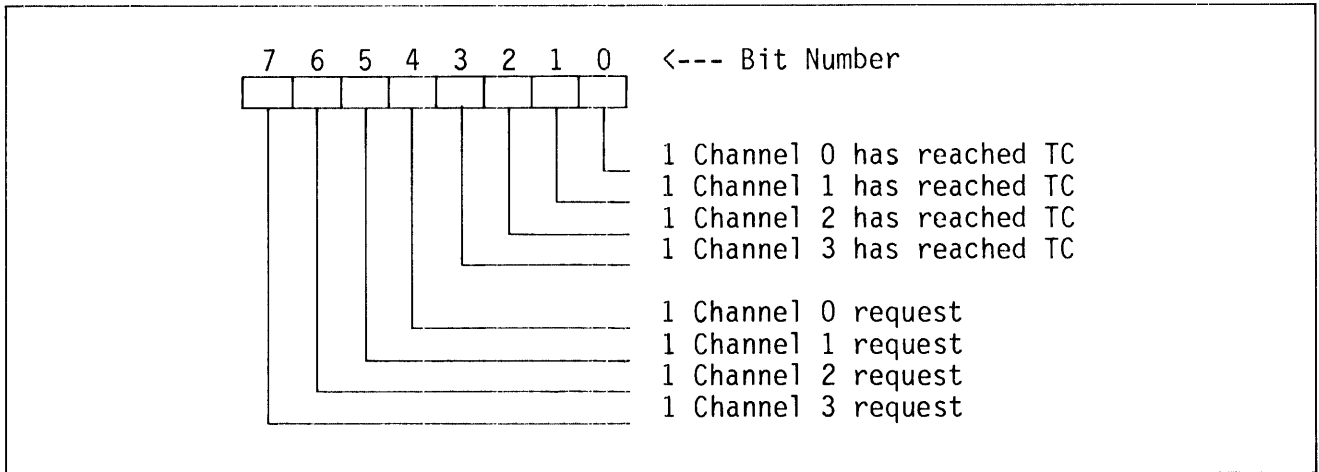 7 6 5 4 3 2 1 0 <--- Bit Number
1 Channel 0 has reached TC
1 Channel 1 has reached TC
1 Channel 2 has reached TC
1 Channel 3 has reached TC
1 Channel 0 request
1 Channel 1 request
1 Channel 2 request
1 Channel 3 request